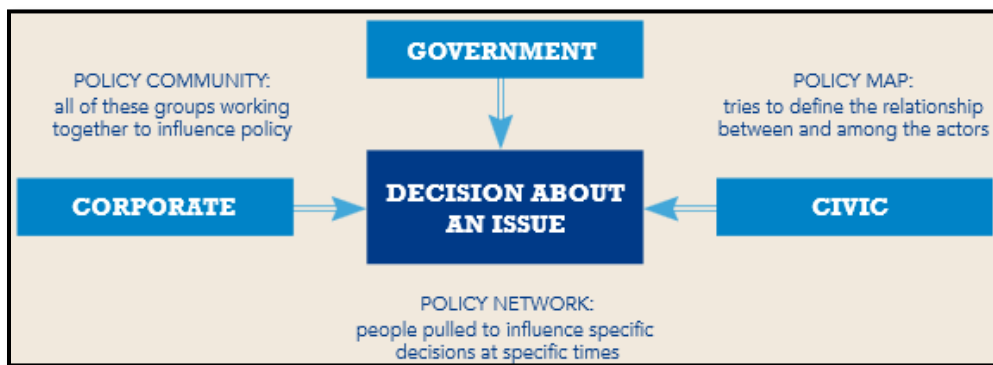 GOVERNMENT
POLICY COMMUNITY:
all of these groups working
together to influence policy
POLICY MAP:
tries to define the relationship
between and among the actors
CORPORATE
DECISION ABOUT
AN ISSUE
CIVIC
POLICY NETWORK:
people pulled to influence specific
decisions at specific times